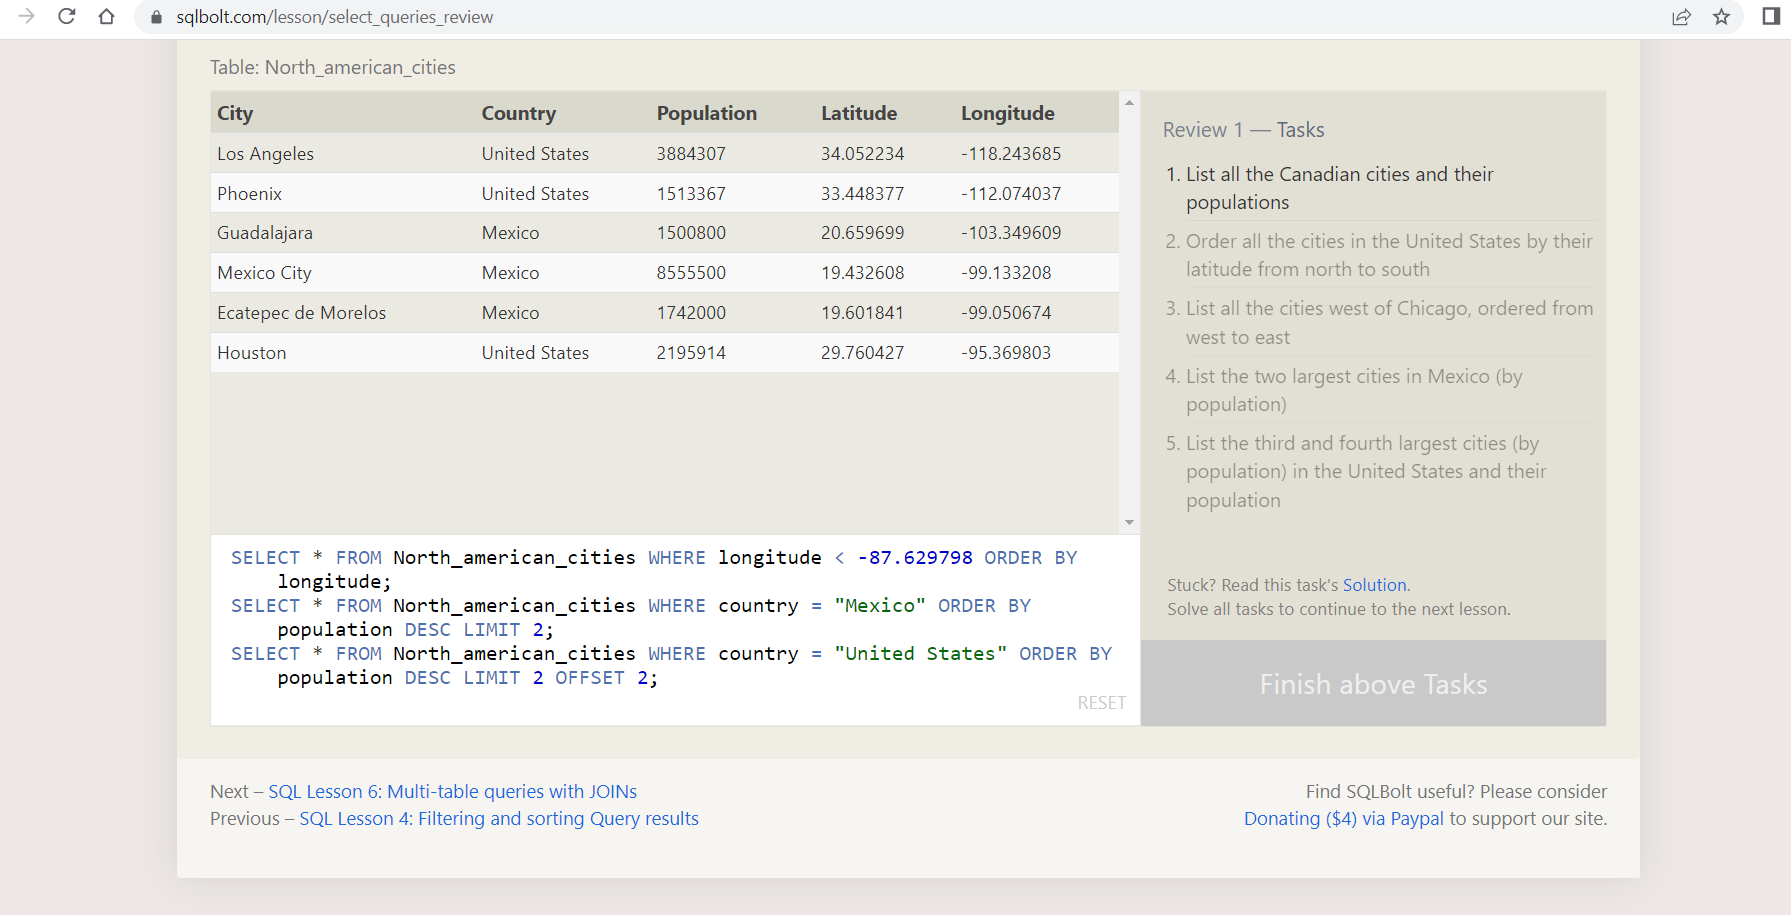 sqlbolt.com/lesson/select_queries_review
Table: North_american_cities
City Country Population Latitude Longitude
Los Angeles United States 3884307 34.052234 -118.243685
Phoenix United States 1513367 33.448377 -112.074037
Guadalajara Mexico 1500800 20.659699 -103.349609
Mexico City Mexico 8555500 19.432608 -99.133208
Ecatepec de Morelos Mexico 1742000 19.601841 -99.050674
Houston United States 2195914 29.760427 -95.369803
SELECT * FROM North_american_cities WHERE longitude < -87.629798 ORDER BY
longitude;
SELECT * FROM North_american_cities WHERE country = "Mexico" ORDER BY
population DESC LIMIT 2;
SELECT * FROM North_american_cities WHERE country = "United States" ORDER BY
population DESC LIMIT 2 OFFSET 2;
RESET
Review 1 — Tasks
1. List all the Canadian cities and their
populations
2. Order all the cities in the United States by their
latitude from north to south
3. List all the cities west of Chicago, ordered from
west to east
4. List the two largest cities in Mexico (by
population)
5. List the third and fourth largest cities (by
population) in the United States and their
population
Stuck? Read this task's Solution.
Solve all tasks to continue to the next lesson.
Finish above Tasks
Next – SQL Lesson 6: Multi-table queries with JOINs
Previous – SQL Lesson 4: Filtering and sorting Query results
Find SQLBolt useful? Please consider
Donating ($4) via Paypal to support our site.